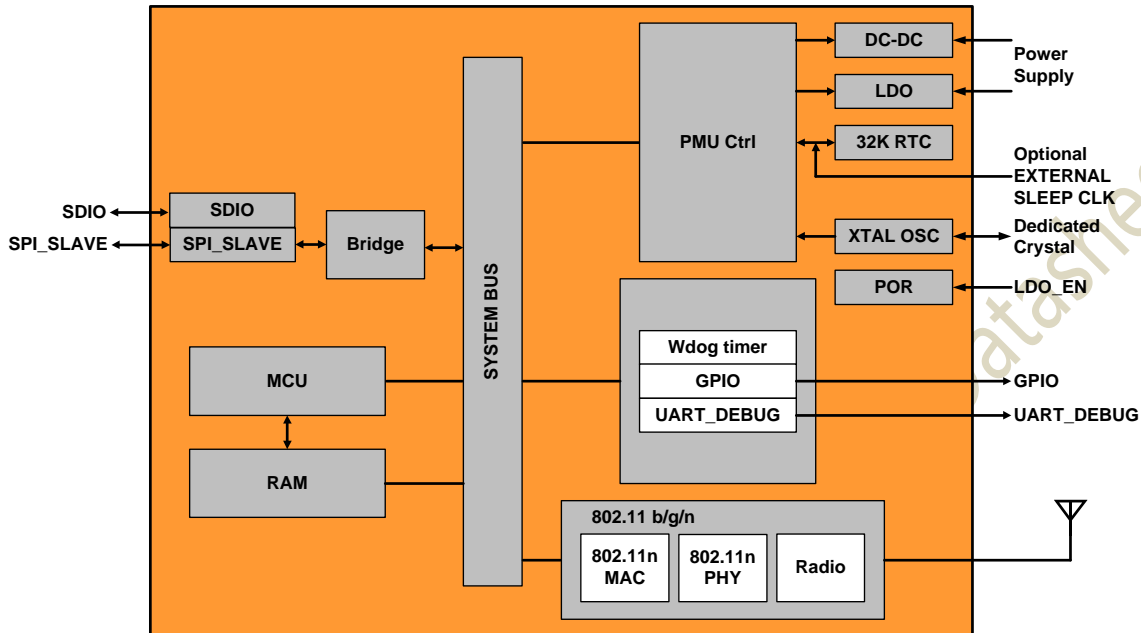 DC-DC
Power
Supply
LDO
PMU Ctrl
32K RTC
Optional
EXTERNAL
SLEEP CLK
SDIO
SDIO
SPI_SLAVE
SPI_SLAVE
Bridge
XTAL OSC
Dedicated
Crystal
POR
LDO_EN
SYSTEM BUS
Wdog timer
MCU
GPIO
GPIO
UART_DEBUG
UART_DEBUG
RAM
802.11 b/g/n
802.11n
MAC
802.11n
PHY
Radio